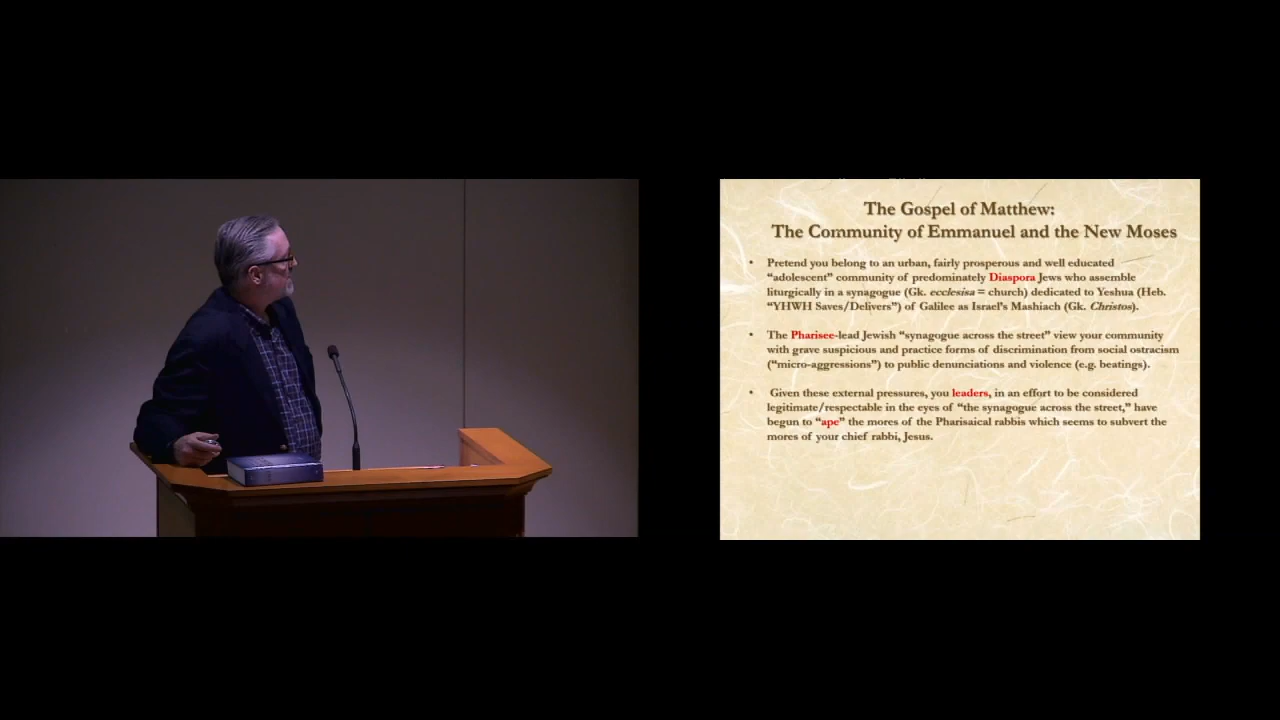 The Gospel of Matthew:
The Community of Emmanuel and the New Moses
• Pretend you belong to an urban, fairly prosperous and well educated
“adolescent” community of predominately Diaspora Jews who assemble
liturgically in a synagogue (Gk. ecclesisa = church) dedicated to Yeshua (Heb.
“YHWH Saves/Delivers”) of Galilee as Israel’s Mashiach (Gk. Christos).
• The Pharisee-lead Jewish “synagogue across the street” view your community
with grave suspicious and practice forms of discrimination from social ostracism
(“micro-aggressions”) to public denunciations and violence (e.g. beatings).
• Given these external pressures, you leaders, in an effort to be considered
legitimate/respectable in the eyes of “the synagogue across the street,” have
begun to “ape” the mores of the Pharisaical rabbis which seems to subvert the
mores of your chief rabbi, Jesus.